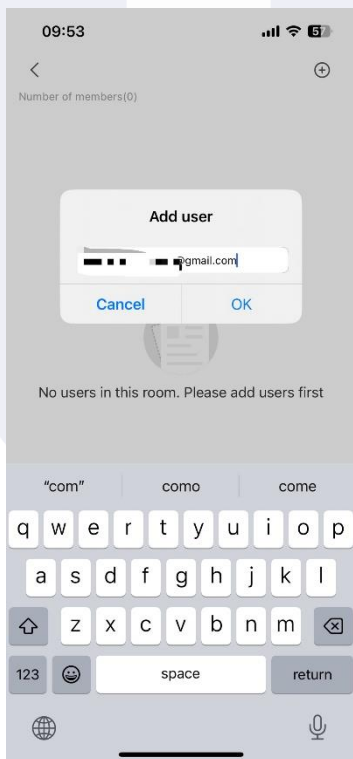 09:53
57
Number of members(0)
Add user
@gmail.com
Cancel
OK
No users in this room. Please add users first
“com”
como
come
q w e r t y u i o p
a s d f g h j k l
z x c v b n m
123
space
return